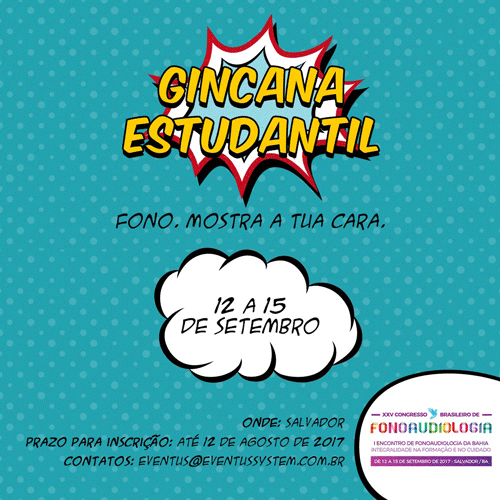 GINCANA
ESTUDANTIL
FONO. MOSTRA A TUA CARA.
12 A 15
DE SETEMBRO
ONDE: SALVADOR
PRAZO PARA INSCRIÇÃO: ATÉ 12 DE AGOSTO DE 2017
CONTATOS: EVENTUS@EVENTUSSYSTEM.COM.BR
XXV CONGRESSO BRASILEIRO DE
FONOAUDIOLOGIA
I ENCONTRO DE FONOAUDIOLOGIA DA BAHIA
INTEGRALIDADE NA FORMAÇÃO E NO CUIDADO
DE 12 A 15 DE SETEMBRO DE 2017 - SALVADOR/BA